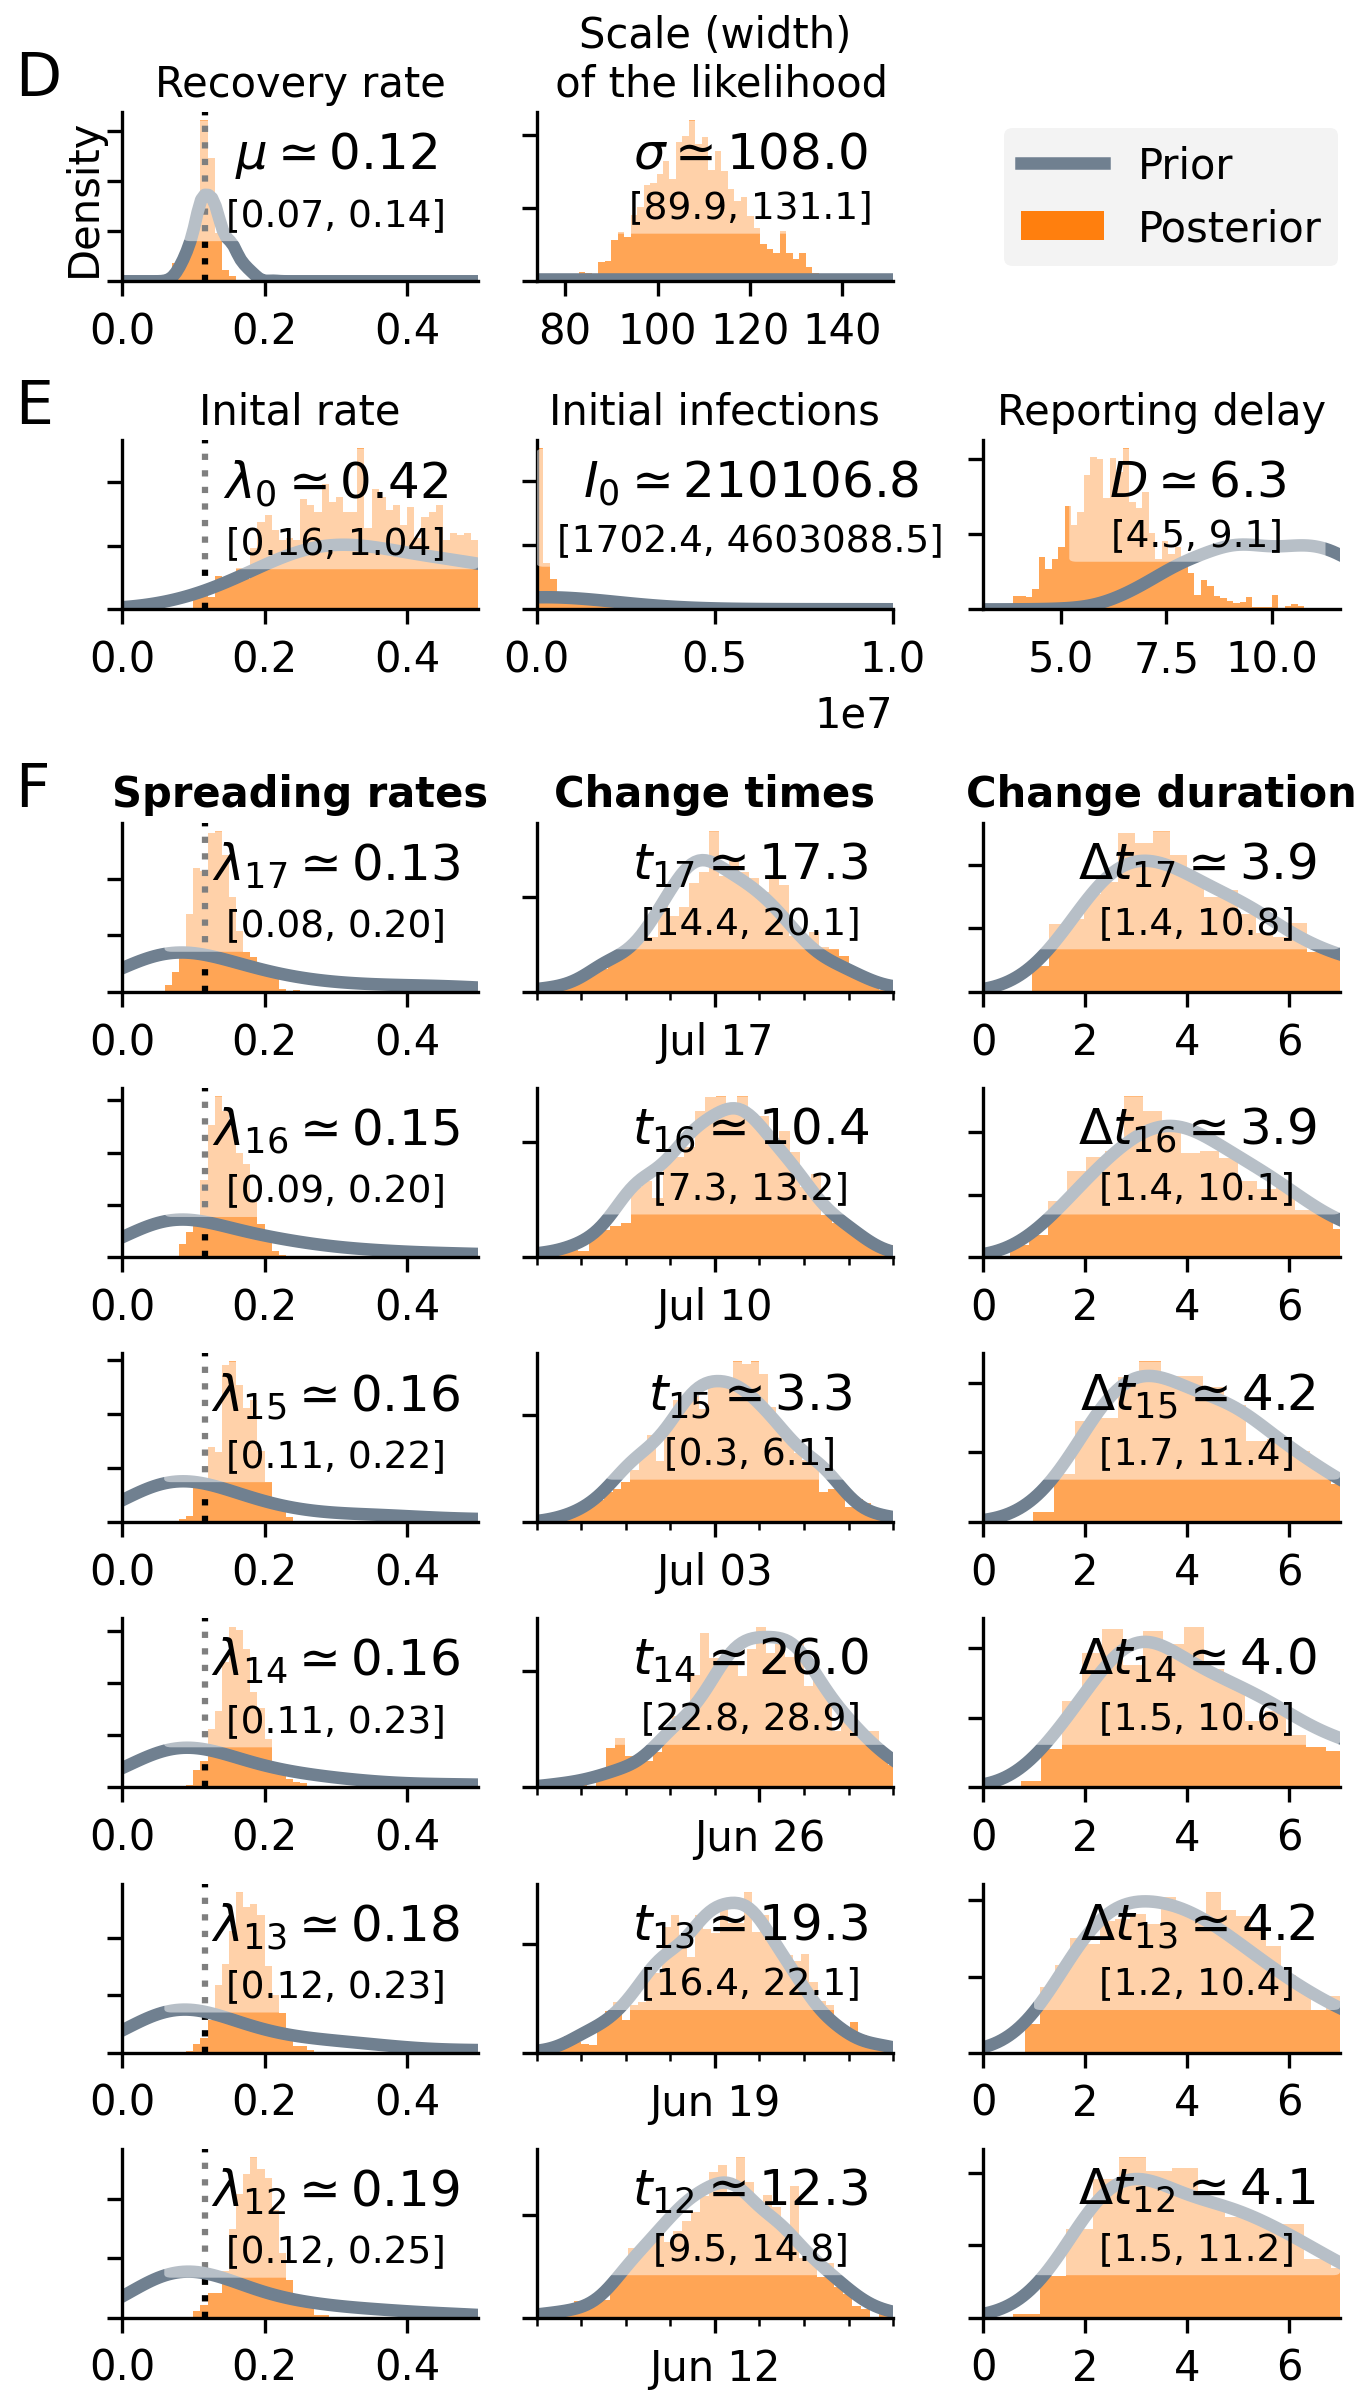 D
Recovery rate
Scale (width)
of the likelihood
Density
μ ≃ 0.12
[0.07, 0.14]
0.0 0.2 0.4
σ ≃ 108.0
[89.9, 131.1]
80 100 120 140
Prior
Posterior
E
Inital rate
λ0 ≃ 0.42
[0.16, 1.04]
0.0 0.2 0.4
Initial infections
I0 ≃ 210106.8
[1702.4, 4603088.5]
0.0 0.5 1.0
1e7
Reporting delay
D ≃ 6.3
[4.5, 9.1]
5.0 7.5 10.0
F
Spreading rates
Change times
Change duration
λ17 ≃ 0.13
[0.08, 0.20]
0.0 0.2 0.4
t17 ≃ 17.3
[14.4, 20.1]
Jul 17
Δt17 ≃ 3.9
[1.4, 10.8]
0 2 4 6
λ16 ≃ 0.15
[0.09, 0.20]
0.0 0.2 0.4
t16 ≃ 10.4
[7.3, 13.2]
Jul 10
Δt16 ≃ 3.9
[1.4, 10.1]
0 2 4 6
λ15 ≃ 0.16
[0.11, 0.22]
0.0 0.2 0.4
t15 ≃ 3.3
[0.3, 6.1]
Jul 03
Δt15 ≃ 4.2
[1.7, 11.4]
0 2 4 6
λ14 ≃ 0.16
[0.11, 0.23]
0.0 0.2 0.4
t14 ≃ 26.0
[22.8, 28.9]
Jun 26
Δt14 ≃ 4.0
[1.5, 10.6]
0 2 4 6
λ13 ≃ 0.18
[0.12, 0.23]
0.0 0.2 0.4
t13 ≃ 19.3
[16.4, 22.1]
Jun 19
Δt13 ≃ 4.2
[1.2, 10.4]
0 2 4 6
λ12 ≃ 0.19
[0.12, 0.25]
0.0 0.2 0.4
t12 ≃ 12.3
[9.5, 14.8]
Jun 12
Δt12 ≃ 4.1
[1.5, 11.2]
0 2 4 6